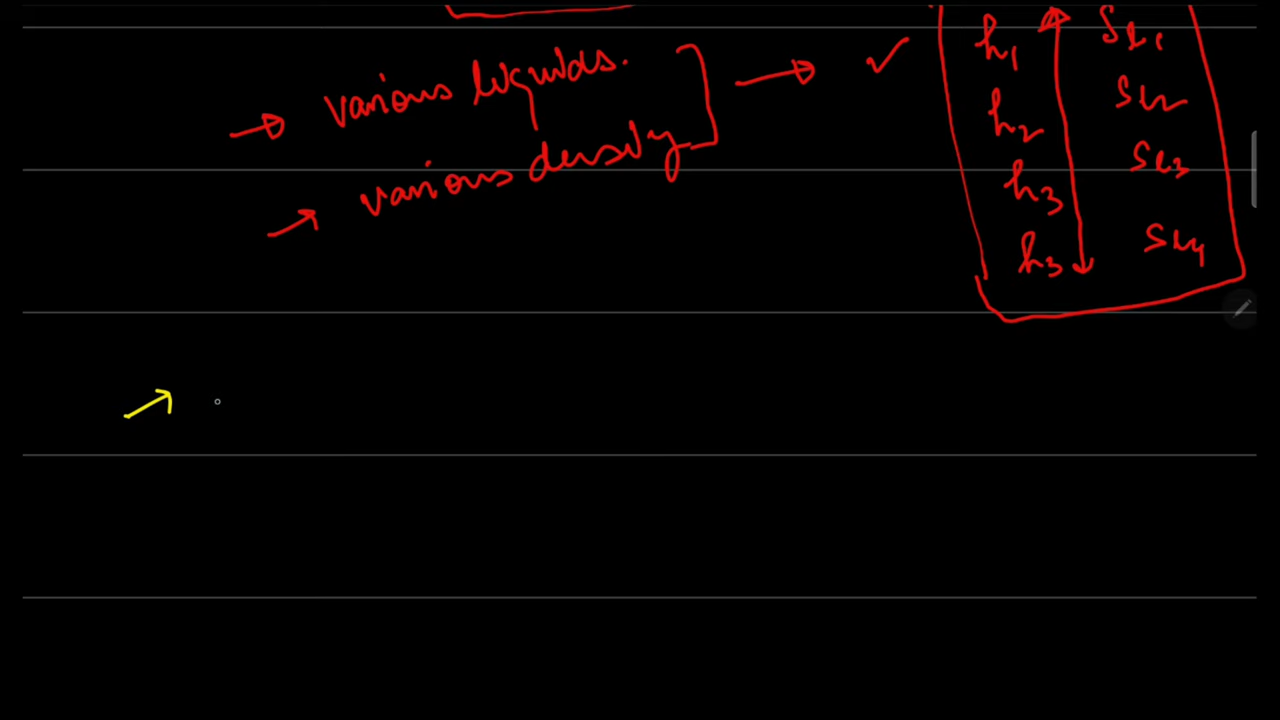 → various liquids. → ✓
→ various density
h1 SL1
h2 SL2
h3 SL3
h3 SL4
→